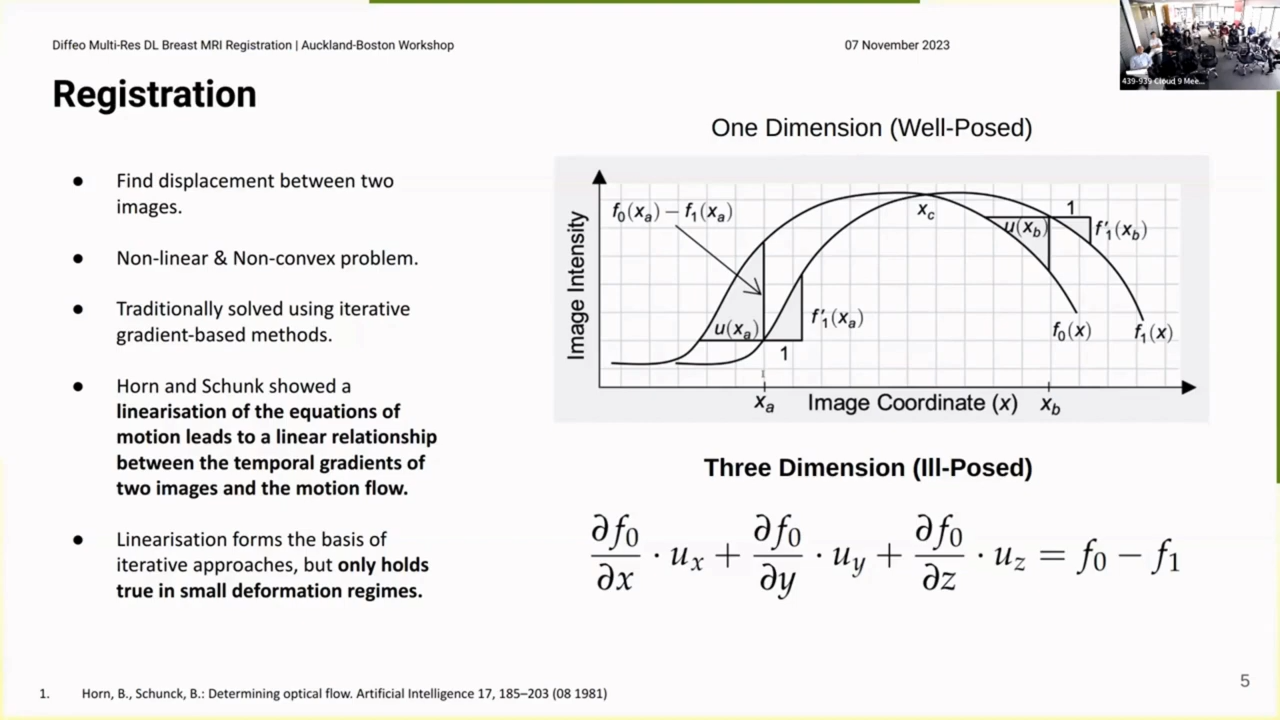 Diffeo Multi-Res DL Breast MRI Registration | Auckland-Boston Workshop
07 November 2023
439-939 Cloud 9 Mee...
Registration
● Find displacement between two
images.
● Non-linear & Non-convex problem.
● Traditionally solved using iterative
gradient-based methods.
● Horn and Schunk showed a
linearisation of the equations of
motion leads to a linear relationship
between the temporal gradients of
two images and the motion flow.
● Linearisation forms the basis of
iterative approaches, but only holds
true in small deformation regimes.
One Dimension (Well-Posed)
Image Intensity
f₀(xₐ) − f₁(xₐ)
u(xₐ)
1
f'₁(xₐ)
x_c
u(x_b)
1
f'₁(x_b)
f₀(x)
f₁(x)
xₐ
Image Coordinate (x)
x_b
Three Dimension (Ill-Posed)
∂f₀/∂x · uₓ + ∂f₀/∂y · u_y + ∂f₀/∂z · u_z = f₀ − f₁
1. Horn, B., Schunck, B.: Determining optical flow. Artificial Intelligence 17, 185–203 (08 1981)
5